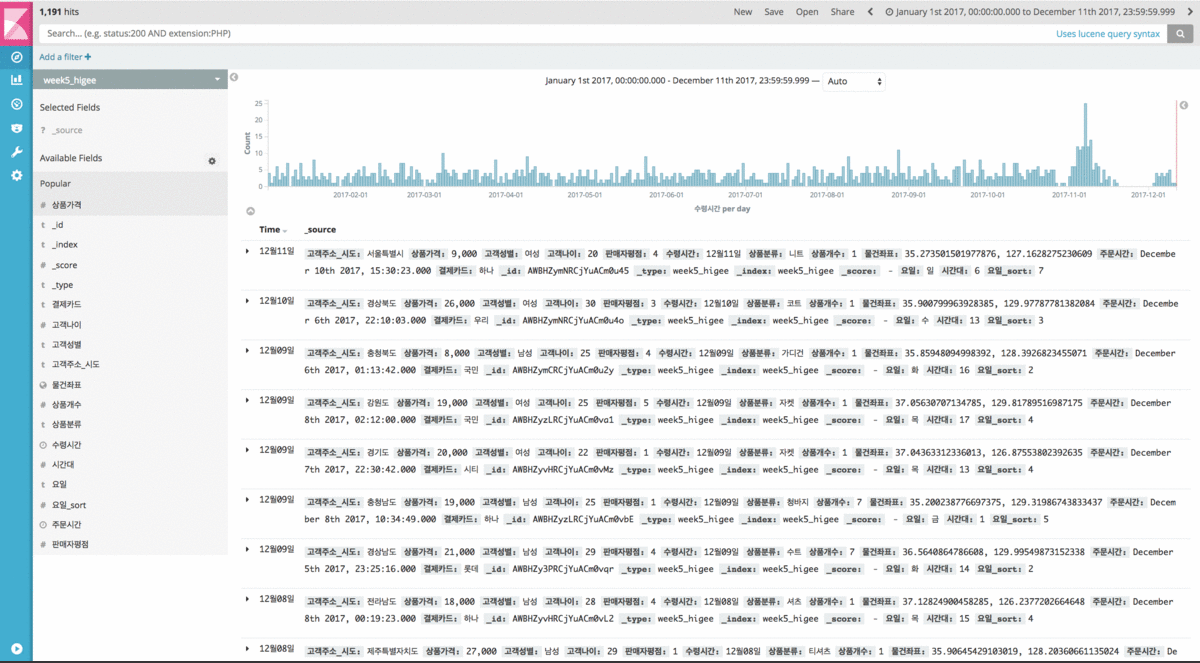 1,191 hits
New Save Open Share January 1st 2017, 00:00:00.000 to December 11th 2017, 23:59:59.999
Search... (e.g. status:200 AND extension:PHP)
Uses lucene query syntax
Add a filter +
week5_higee
Selected Fields
? _source
Available Fields
Popular
# 상품가격
t _id
t _index
# _score
t _type
t 결제카드
# 고객나이
t 고객성별
t 고객주소_시도
물건좌표
# 상품개수
t 상품분류
수령시간
# 시간대
t 요일
# 요일_sort
주문시간
# 판매자평점
January 1st 2017, 00:00:00.000 - December 11th 2017, 23:59:59.999 — Auto
Count
25
20
15
10
5
0
2017-02-01 2017-03-01 2017-04-01 2017-05-01 2017-06-01 2017-07-01 2017-08-01 2017-09-01 2017-10-01 2017-11-01 2017-12-01
수령시간 per day
Time _source
12월11일 고객주소_시도: 서울특별시 상품가격: 9,000 고객성별: 여성 고객나이: 20 판매자평점: 4 수령시간: 12월11일 상품분류: 니트 상품개수: 1 물건좌표: 35.273501501977876, 127.1628275230609 주문시간: Decembe
r 10th 2017, 15:30:23.000 결제카드: 하나 _id: AWBHZymNRCjYuACm0u45 _type: week5_higee _index: week5_higee _score: - 요일: 일 시간대: 6 요일_sort: 7
12월10일 고객주소_시도: 경상북도 상품가격: 26,000 고객성별: 여성 고객나이: 30 판매자평점: 3 수령시간: 12월10일 상품분류: 코트 상품개수: 1 물건좌표: 35.900799963928385, 129.97787781382084 주문시간: Decembe
r 6th 2017, 22:10:03.000 결제카드: 우리 _id: AWBHZymNRCjYuACm0u4o _type: week5_higee _index: week5_higee _score: - 요일: 수 시간대: 13 요일_sort: 3
12월09일 고객주소_시도: 충청북도 상품가격: 8,000 고객성별: 남성 고객나이: 25 판매자평점: 4 수령시간: 12월09일 상품분류: 가디건 상품개수: 1 물건좌표: 35.85948094998392, 128.3926823455071 주문시간: December
6th 2017, 01:13:42.000 결제카드: 국민 _id: AWBHZymCRCjYuACm0u2y _type: week5_higee _index: week5_higee _score: - 요일: 화 시간대: 16 요일_sort: 2
12월09일 고객주소_시도: 강원도 상품가격: 19,000 고객성별: 여성 고객나이: 25 판매자평점: 5 수령시간: 12월09일 상품분류: 자켓 상품개수: 1 물건좌표: 37.05630707134785, 129.81789516987175 주문시간: December
8th 2017, 02:12:00.000 결제카드: 국민 _id: AWBHZyzLRCjYuACm0va1 _type: week5_higee _index: week5_higee _score: - 요일: 목 시간대: 17 요일_sort: 4
12월09일 고객주소_시도: 경기도 상품가격: 20,000 고객성별: 여성 고객나이: 22 판매자평점: 1 수령시간: 12월09일 상품분류: 자켓 상품개수: 1 물건좌표: 37.04363312336013, 126.87553802392635 주문시간: December
7th 2017, 22:30:42.000 결제카드: 시티 _id: AWBHZyvHRCjYuACm0vMz _type: week5_higee _index: week5_higee _score: - 요일: 목 시간대: 13 요일_sort: 4
12월09일 고객주소_시도: 충청남도 상품가격: 19,000 고객성별: 남성 고객나이: 25 판매자평점: 1 수령시간: 12월09일 상품분류: 청바지 상품개수: 7 물건좌표: 35.200238776697375, 129.31986743833437 주문시간: Decem
ber 8th 2017, 10:34:49.000 결제카드: 하나 _id: AWBHZyzLRCjYuACm0vbE _type: week5_higee _index: week5_higee _score: - 요일: 금 시간대: 1 요일_sort: 5
12월09일 고객주소_시도: 경상남도 상품가격: 21,000 고객성별: 남성 고객나이: 29 판매자평점: 4 수령시간: 12월09일 상품분류: 수트 상품개수: 7 물건좌표: 36.5640864786608, 129.99549873152338 주문시간: December
5th 2017, 23:25:16.000 결제카드: 롯데 _id: AWBHZy3PRCjYuACm0vqr _type: week5_higee _index: week5_higee _score: - 요일: 화 시간대: 14 요일_sort: 2
12월08일 고객주소_시도: 전라남도 상품가격: 18,000 고객성별: 남성 고객나이: 28 판매자평점: 4 수령시간: 12월08일 상품분류: 셔츠 상품개수: 1 물건좌표: 37.12824900458285, 126.2377202664648 주문시간: December
8th 2017, 00:19:23.000 결제카드: 하나 _id: AWBHZyvHRCjYuACm0vL2 _type: week5_higee _index: week5_higee _score: - 요일: 목 시간대: 15 요일_sort: 4
12월08일 고객주소_시도: 제주특별자치도 상품가격: 27,000 고객성별: 남성 고객나이: 29 판매자평점: 1 수령시간: 12월08일 상품분류: 티셔츠 상품개수: 1 물건좌표: 35.90645429103019, 128.20360661135024 주문시간: De